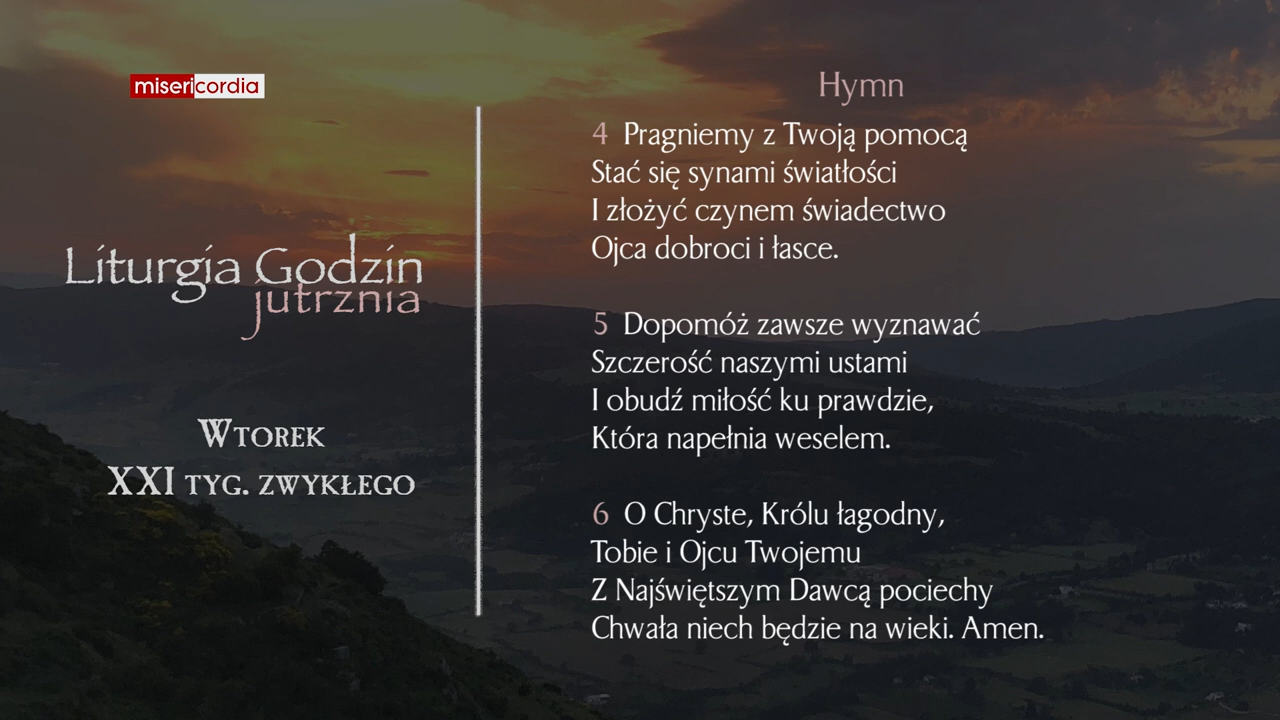 misericordia
Liturgia Godzin
jutrznia
Wtorek
XXI tyg. zwykłego
Hymn
4 Pragniemy z Twoją pomocą
Stać się synami światłości
I złożyć czynem świadectwo
Ojca dobroci i łasce.
5 Dopomóż zawsze wyznawać
Szczerość naszymi ustami
I obudź miłość ku prawdzie,
Która napełnia weselem.
6 O Chryste, Królu łagodny,
Tobie i Ojcu Twojemu
Z Najświętszym Dawcą pociechy
Chwała niech będzie na wieki. Amen.